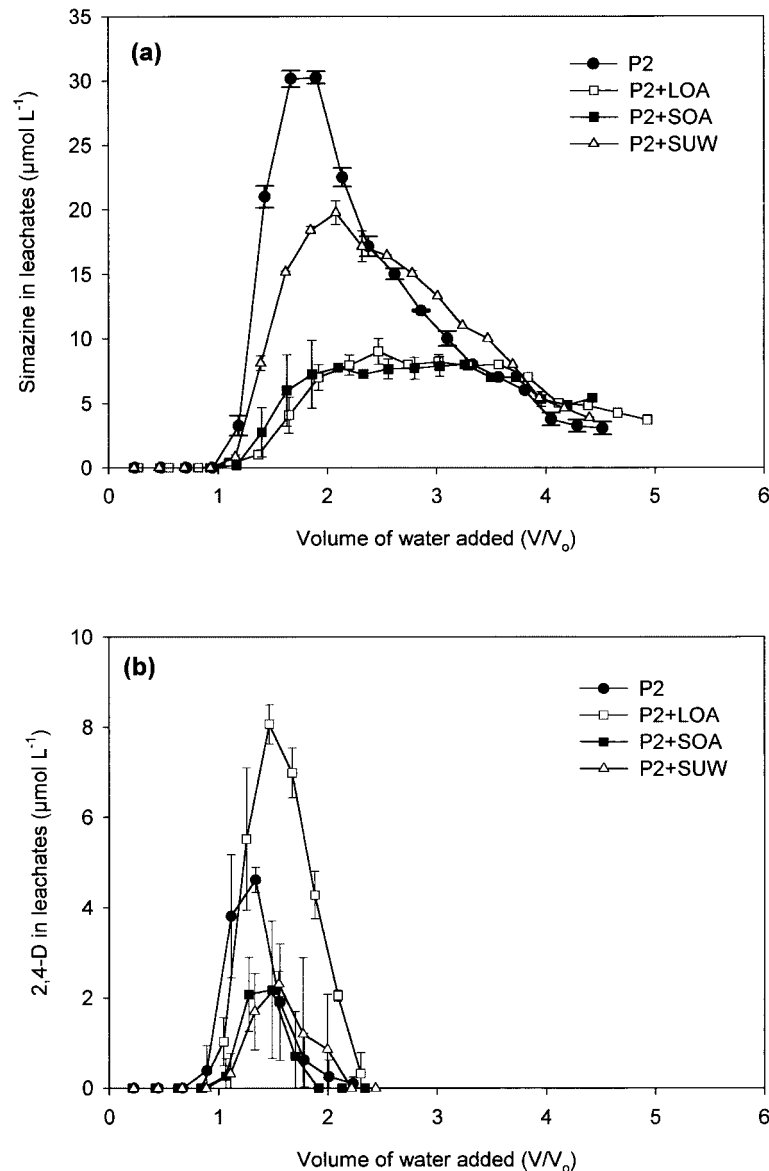 (a)
P2
P2+LOA
P2+SOA
P2+SUW
Simazine in leachates (µmol L⁻¹)
35
30
25
20
15
10
5
0
0 1 2 3 4 5 6
Volume of water added (V/Vₒ)
(b)
P2
P2+LOA
P2+SOA
P2+SUW
2,4-D in leachates (µmol L⁻¹)
10
8
6
4
2
0
0 1 2 3 4 5 6
Volume of water added (V/Vₒ)